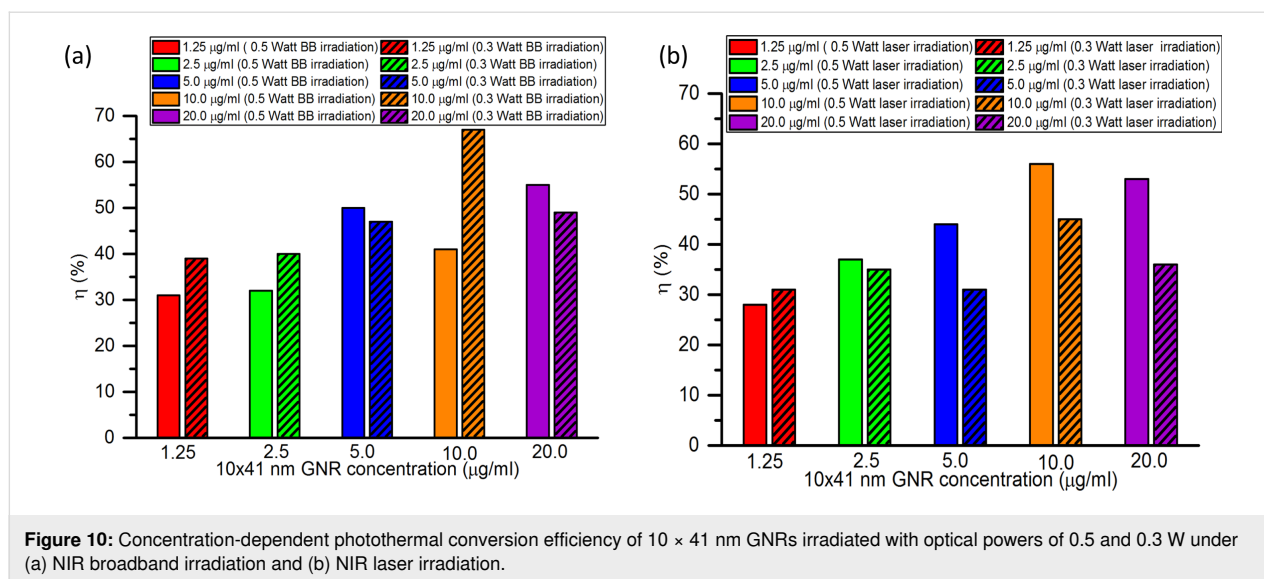 (a)
1.25 µg/ml ( 0.5 Watt BB irradiation) 1.25 µg/ml (0.3 Watt BB irradiation)
2.5 µg/ml (0.5 Watt BB irradiation) 2.5 µg/ml (0.3 Watt BB irradiation)
5.0 µg/ml (0.5 Watt BB irradiation) 5.0 µg/ml (0.3 Watt BB irradiation)
10.0 µg/ml (0.5 Watt BB irradiation) 10.0 µg/ml (0.3 Watt BB irradiation)
20.0 µg/ml (0.5 Watt BB irradiation) 20.0 µg/ml (0.3 Watt BB irradiation)
70
60
50
40
30
20
10
0
η (%)
1.25 2.5 5.0 10.0 20.0
10x41 nm GNR concentration (µg/ml)
(b)
1.25 µg/ml ( 0.5 Watt laser irradiation) 1.25 µg/ml (0.3 Watt laser irradiation)
2.5 µg/ml (0.5 Watt laser irradiation) 2.5 µg/ml (0.3 Watt laser irradiation)
5.0 µg/ml (0.5 Watt laser irradiation) 5.0 µg/ml (0.3 Watt laser irradiation)
10.0 µg/ml (0.5 Watt laser irradiation) 10.0 µg/ml (0.3 Watt laser irradiation)
20.0 µg/ml (0.5 Watt laser irradiation) 20.0 µg/ml (0.3 Watt laser irradiation)
70
60
50
40
30
20
10
0
η (%)
1.25 2.5 5.0 10.0 20.0
10x41 nm GNR concentration (µg/ml)
Figure 10: Concentration-dependent photothermal conversion efficiency of 10 × 41 nm GNRs irradiated with optical powers of 0.5 and 0.3 W under
(a) NIR broadband irradiation and (b) NIR laser irradiation.